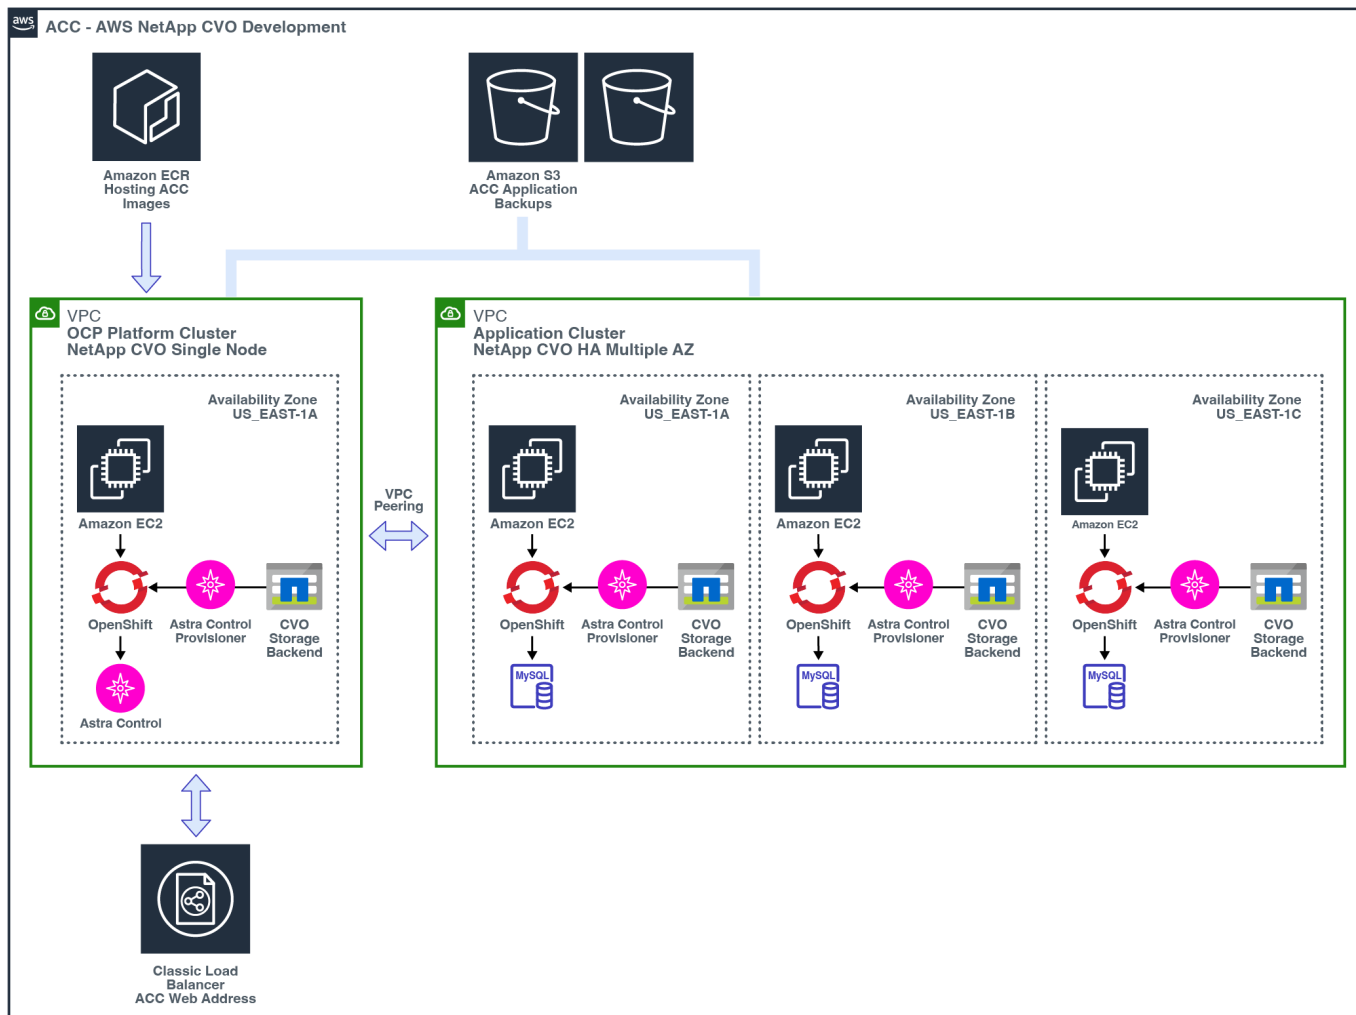 aws
ACC - AWS NetApp CVO Development
Amazon ECR
Hosting ACC
Images
Amazon S3
ACC Application
Backups
VPC
OCP Platform Cluster
NetApp CVO Single Node
Availability Zone
US_EAST-1A
Amazon EC2
OpenShift
Astra Control
Provisioner
CVO
Storage
Backend
Astra Control
VPC
Peering
VPC
Application Cluster
NetApp CVO HA Multiple AZ
Availability Zone
US_EAST-1A
Amazon EC2
OpenShift
Astra Control
Provisioner
CVO
Storage
Backend
MySQL
Availability Zone
US_EAST-1B
Amazon EC2
OpenShift
Astra Control
Provisioner
CVO
Storage
Backend
MySQL
Availability Zone
US_EAST-1C
Amazon EC2
OpenShift
Astra Control
Provisioner
CVO
Storage
Backend
MySQL
Classic Load
Balancer
ACC Web Address